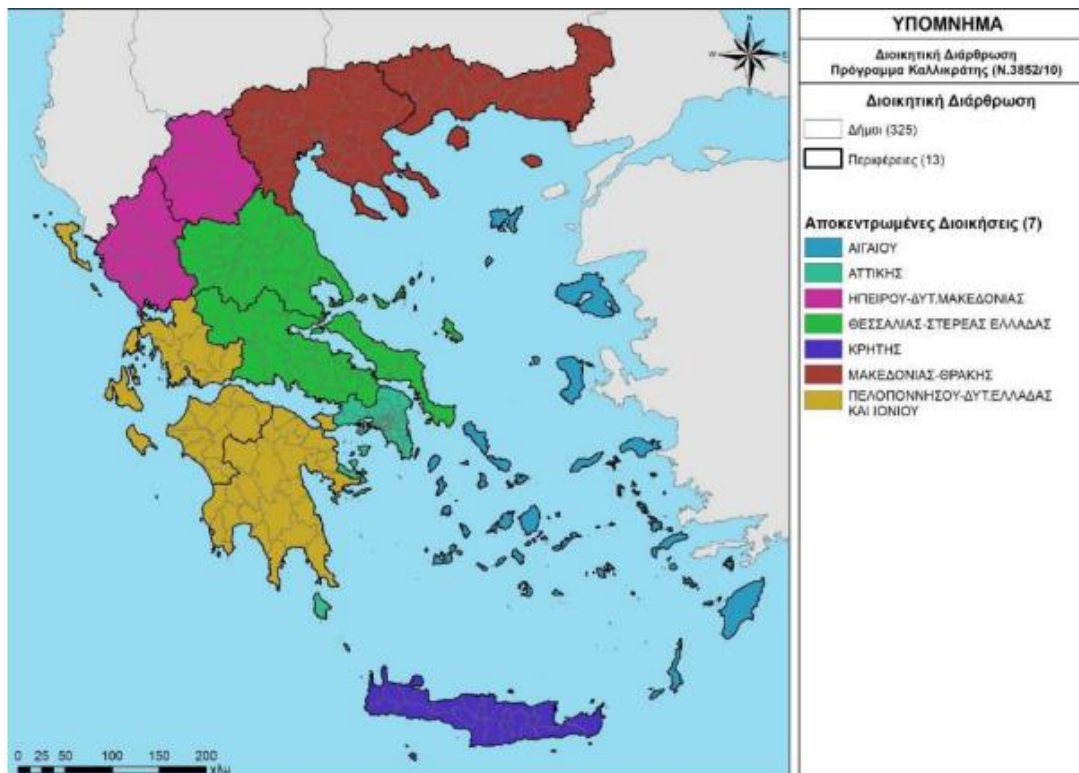 ΥΠΟΜΝΗΜΑ
Διοικητική Διάρθρωση
Πρόγραμμα Καλλικράτης (Ν.3852/10)
Διοικητική Διάρθρωση
Δήμοι (325)
Περιφέρειες (13)
Αποκεντρωμένες Διοικήσεις (7)
ΑΙΓΑΙΟΥ
ΑΤΤΙΚΗΣ
ΗΠΕΙΡΟΥ-ΔΥΤ.ΜΑΚΕΔΟΝΙΑΣ
ΘΕΣΣΑΛΙΑΣ-ΣΤΕΡΕΑΣ ΕΛΛΑΔΑΣ
ΚΡΗΤΗΣ
ΜΑΚΕΔΟΝΙΑΣ-ΘΡΑΚΗΣ
ΠΕΛΟΠΟΝΝΗΣΟΥ-ΔΥΤ.ΕΛΛΑΔΑΣ
ΚΑΙ ΙΟΝΙΟΥ
N
W E
S
0 25 50 100 150 200
χλμ